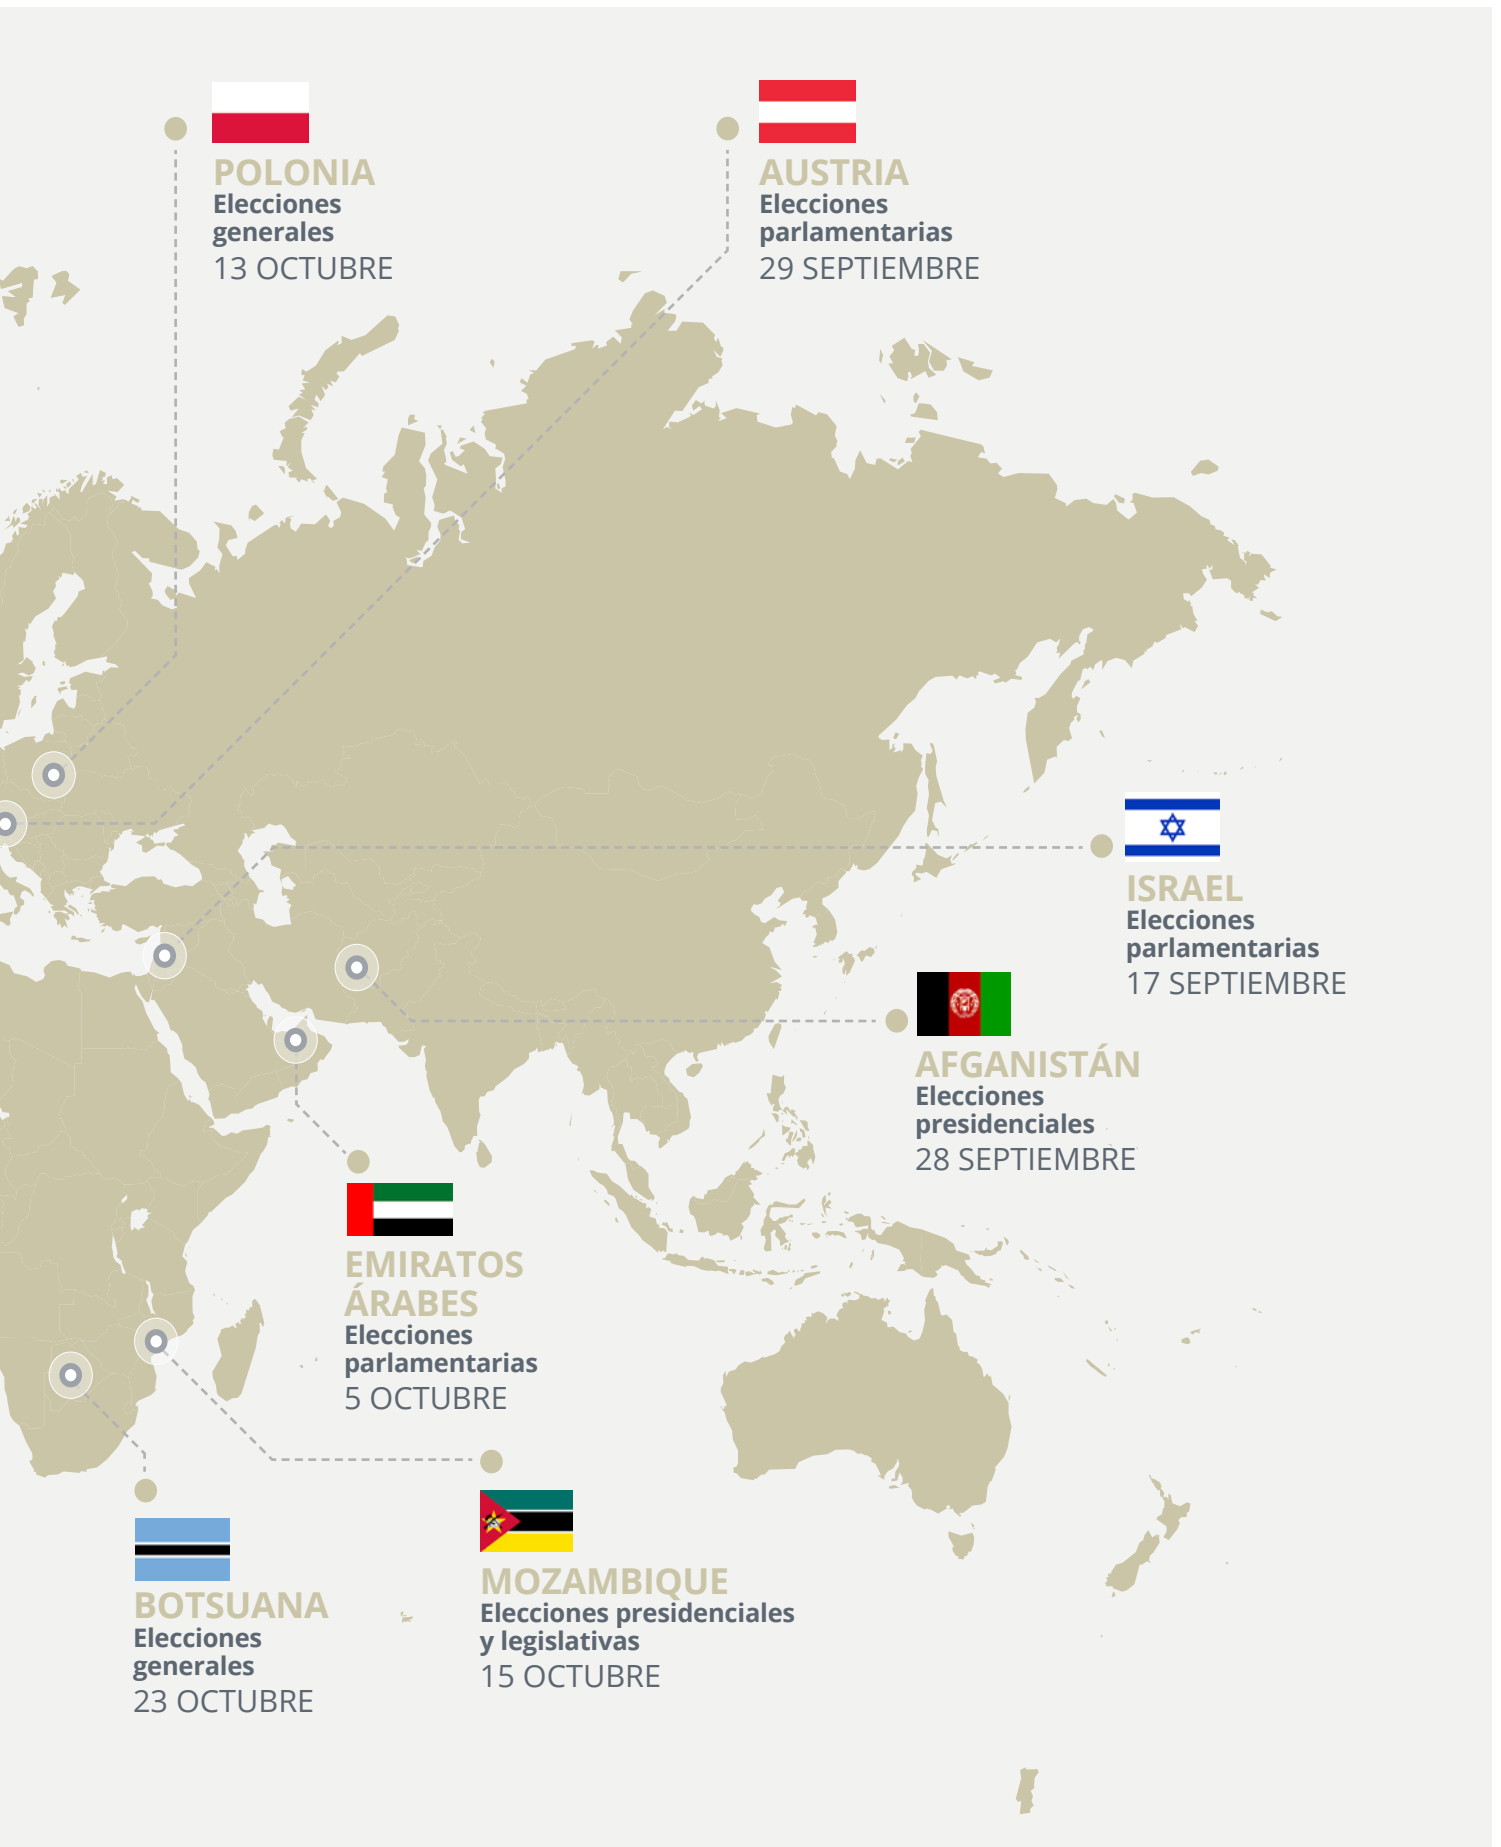 POLONIA
Elecciones
generales
13 OCTUBRE
AUSTRIA
Elecciones
parlamentarias
29 SEPTIEMBRE
ISRAEL
Elecciones
parlamentarias
17 SEPTIEMBRE
AFGANISTÁN
Elecciones
presidenciales
28 SEPTIEMBRE
EMIRATOS
ÁRABES
Elecciones
parlamentarias
5 OCTUBRE
MOZAMBIQUE
Elecciones presidenciales
y legislativas
15 OCTUBRE
BOTSUANA
Elecciones
generales
23 OCTUBRE